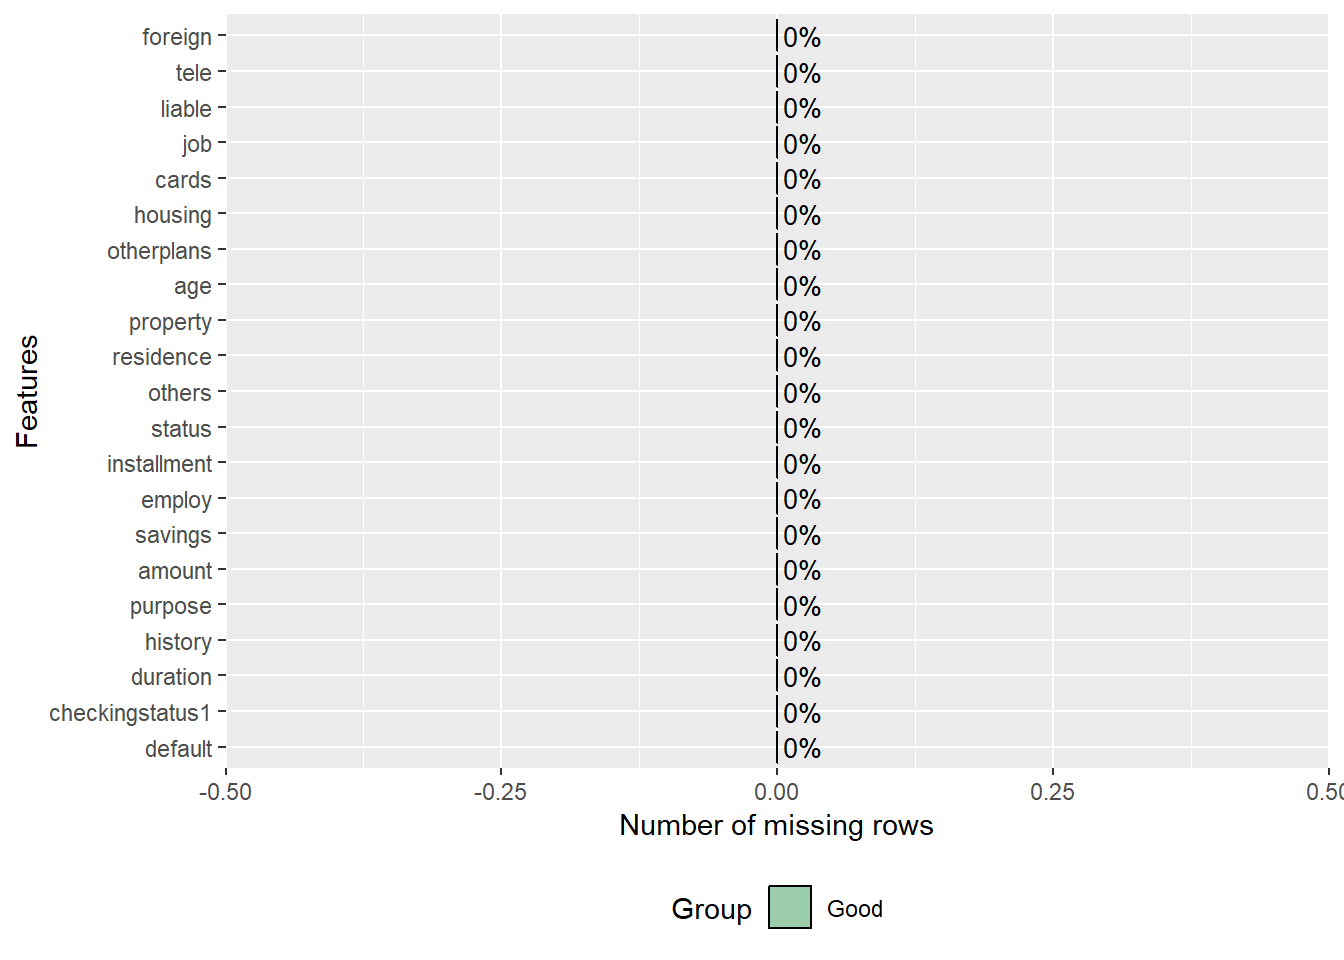 foreign 0%
tele 0%
liable 0%
job 0%
cards 0%
housing 0%
otherplans 0%
age 0%
property 0%
residence 0%
others 0%
status 0%
installment 0%
employ 0%
savings 0%
amount 0%
purpose 0%
history 0%
duration 0%
checkingstatus1 0%
default 0%
Features
-0.50 -0.25 0.00 0.25 0.50
Number of missing rows
Group Good